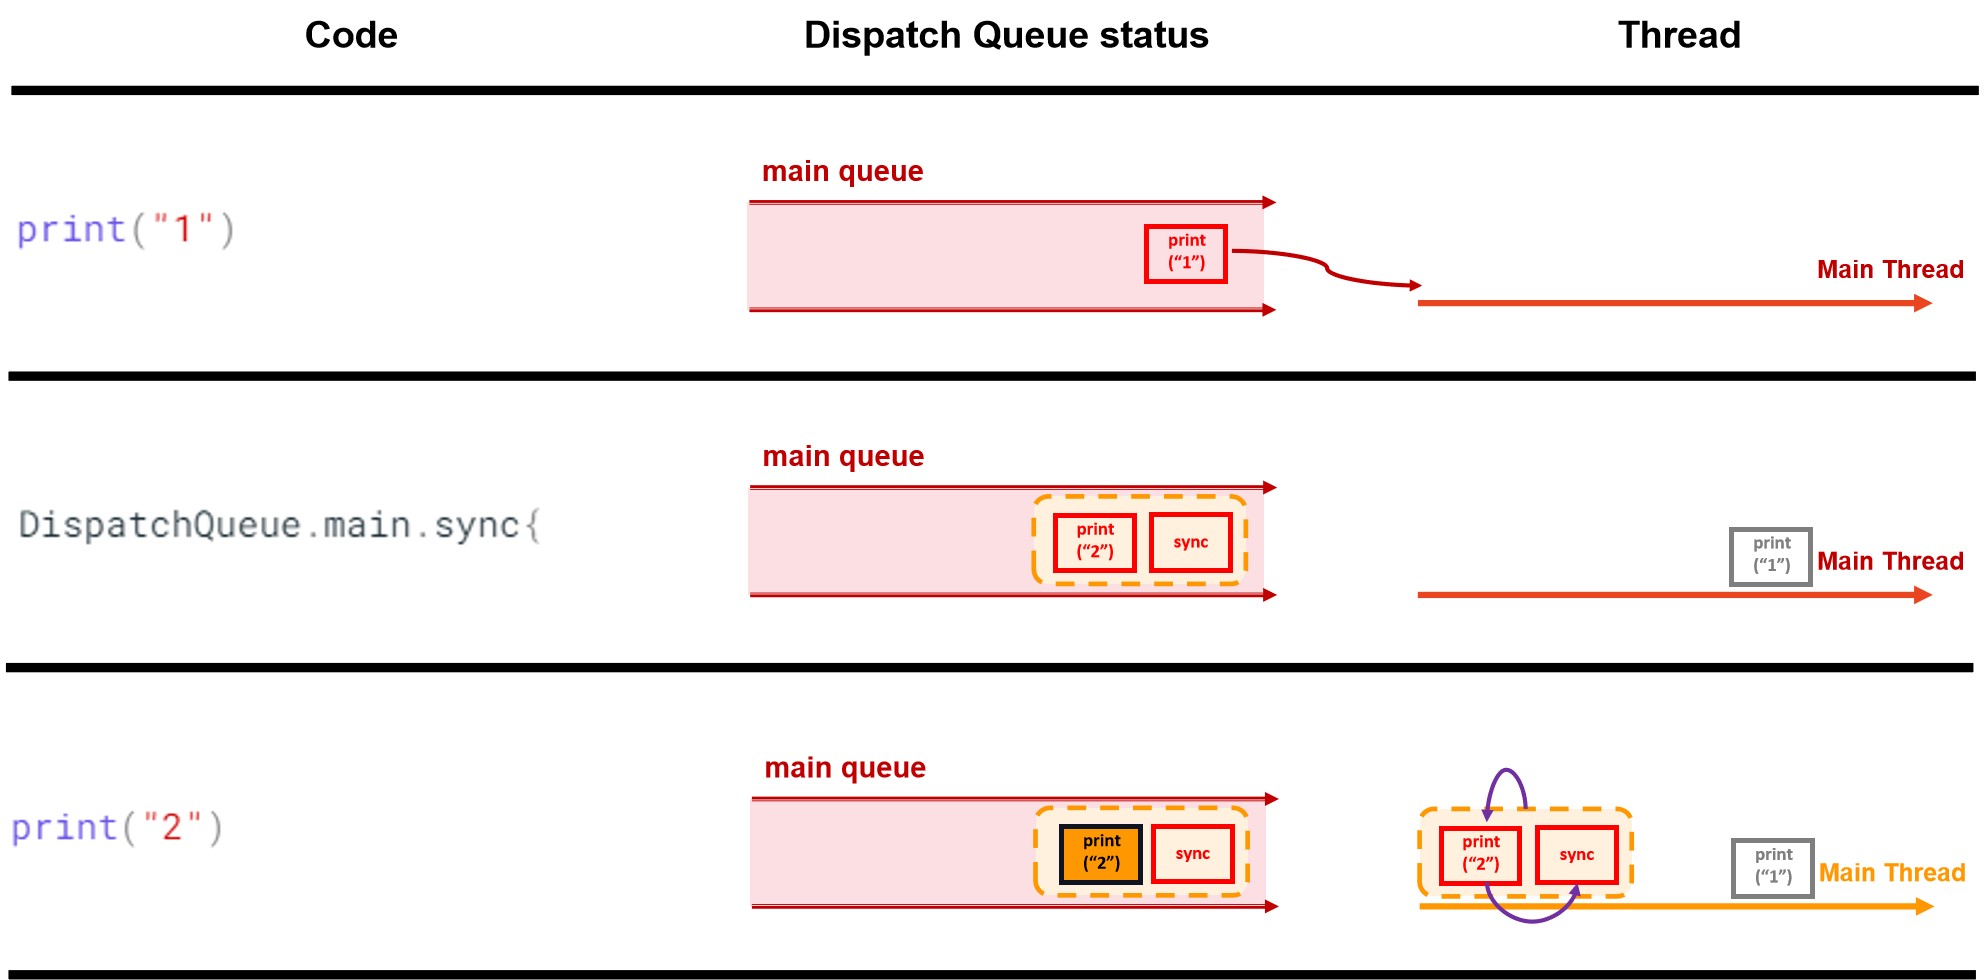 Code
Dispatch Queue status
Thread
main queue
print("1")
print
(“1”)
Main Thread
main queue
DispatchQueue.main.sync{
print
(“2”)
sync
print
(“1”)
Main Thread
main queue
print("2")
print
(“2”)
sync
print
(“2”)
sync
print
(“1”)
Main Thread